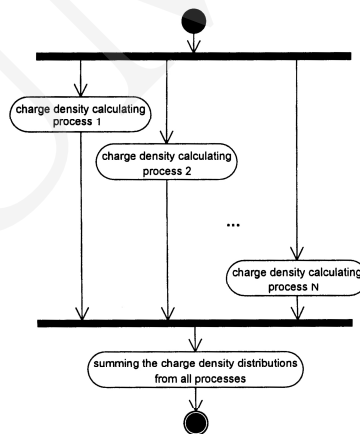 charge density calculating
process 1
charge density calculating
process 2
...
charge density calculating
process N
summing the charge density distributions
from all processes